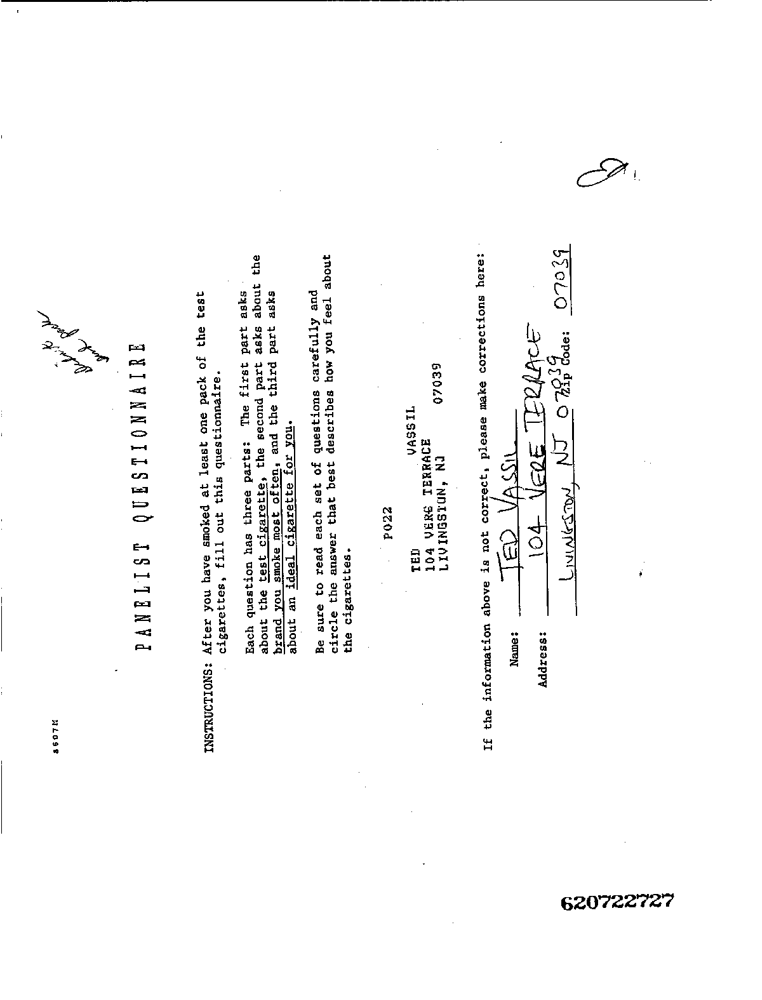 8607M
PANELIST QUESTIONNAIRE
INSTRUCTIONS: After you have smoked at least one pack of the test
cigarettes, fill out this questionnaire.
Each question has three parts: The first part asks
about the test cigarette, the second part asks about the
brand you smoke most often, and the third part asks
about an ideal cigarette for you.
Be sure to read each set of questions carefully and
circle the answer that best describes how you feel about
the cigarettes.
P022
TED VASSIL
104 VERG TERRACE
LIVINGSTON, NJ 07039
If the information above is not correct, please make corrections here:
Name: TED VASSIL
Address: 104 VERE TERRACE
LIVINGSTON, NJ 07039
Zip Code: 07039
620722727